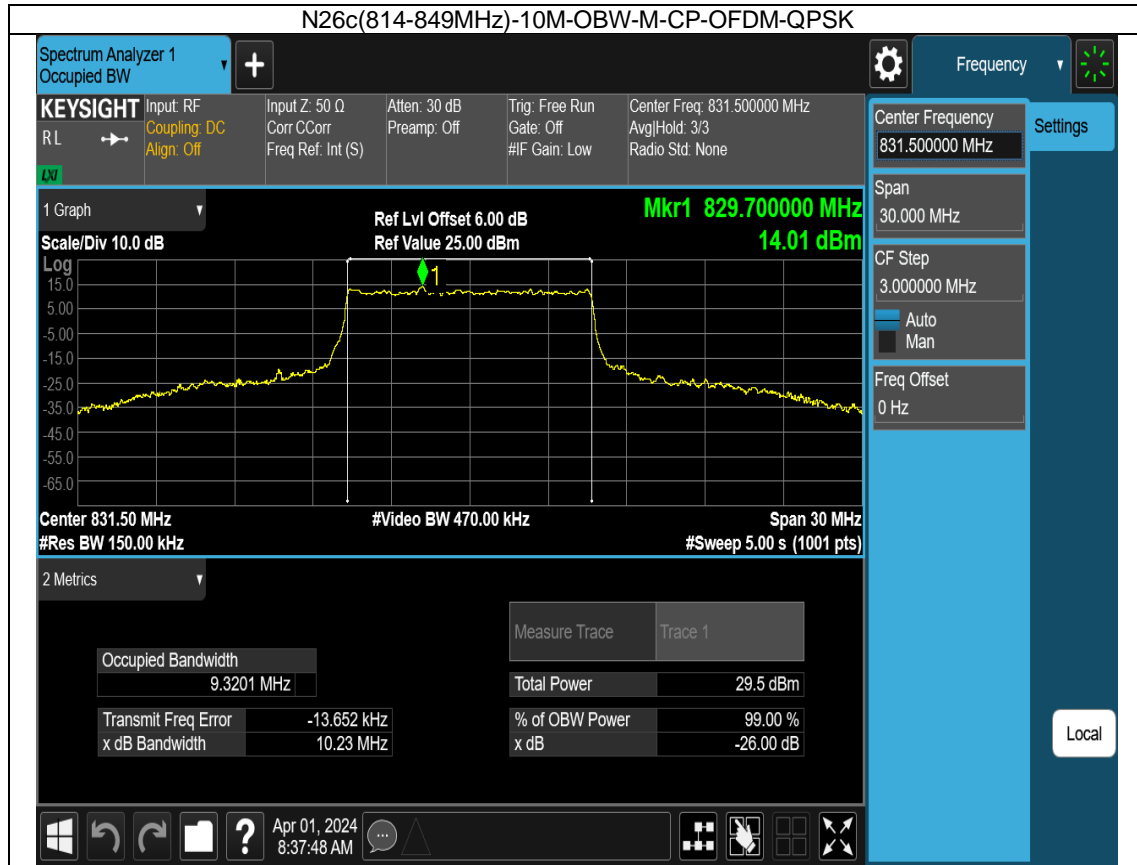 N26c(814-849MHz)-10M-OBW-M-CP-OFDM-QPSK
Spectrum Analyzer 1
Occupied BW
Frequency
KEYSIGHT
R L
LXI
Input: RF
Coupling: DC
Align: Off
Input Z: 50 Ω
Corr CCorr
Freq Ref: Int (S)
Atten: 30 dB
Preamp: Off
Trig: Free Run
Gate: Off
#IF Gain: Low
Center Freq: 831.500000 MHz
Avg|Hold: 3/3
Radio Std: None
Center Frequency
831.500000 MHz
Settings
Span
30.000 MHz
CF Step
3.000000 MHz
Auto
Man
Freq Offset
0 Hz
Local
1 Graph
Scale/Div 10.0 dB
Ref Lvl Offset 6.00 dB
Ref Value 25.00 dBm
Mkr1 829.700000 MHz
14.01 dBm
Log
15.0
5.00
-5.00
-15.0
-25.0
-35.0
-45.0
-55.0
-65.0
1
Center 831.50 MHz
#Video BW 470.00 kHz
Span 30 MHz
#Res BW 150.00 kHz
#Sweep 5.00 s (1001 pts)
2 Metrics
Measure Trace
Trace 1
Occupied Bandwidth
9.3201 MHz
Total Power
29.5 dBm
Transmit Freq Error
-13.652 kHz
% of OBW Power
99.00 %
x dB Bandwidth
10.23 MHz
x dB
-26.00 dB
?
Apr 01, 2024
8:37:48 AM